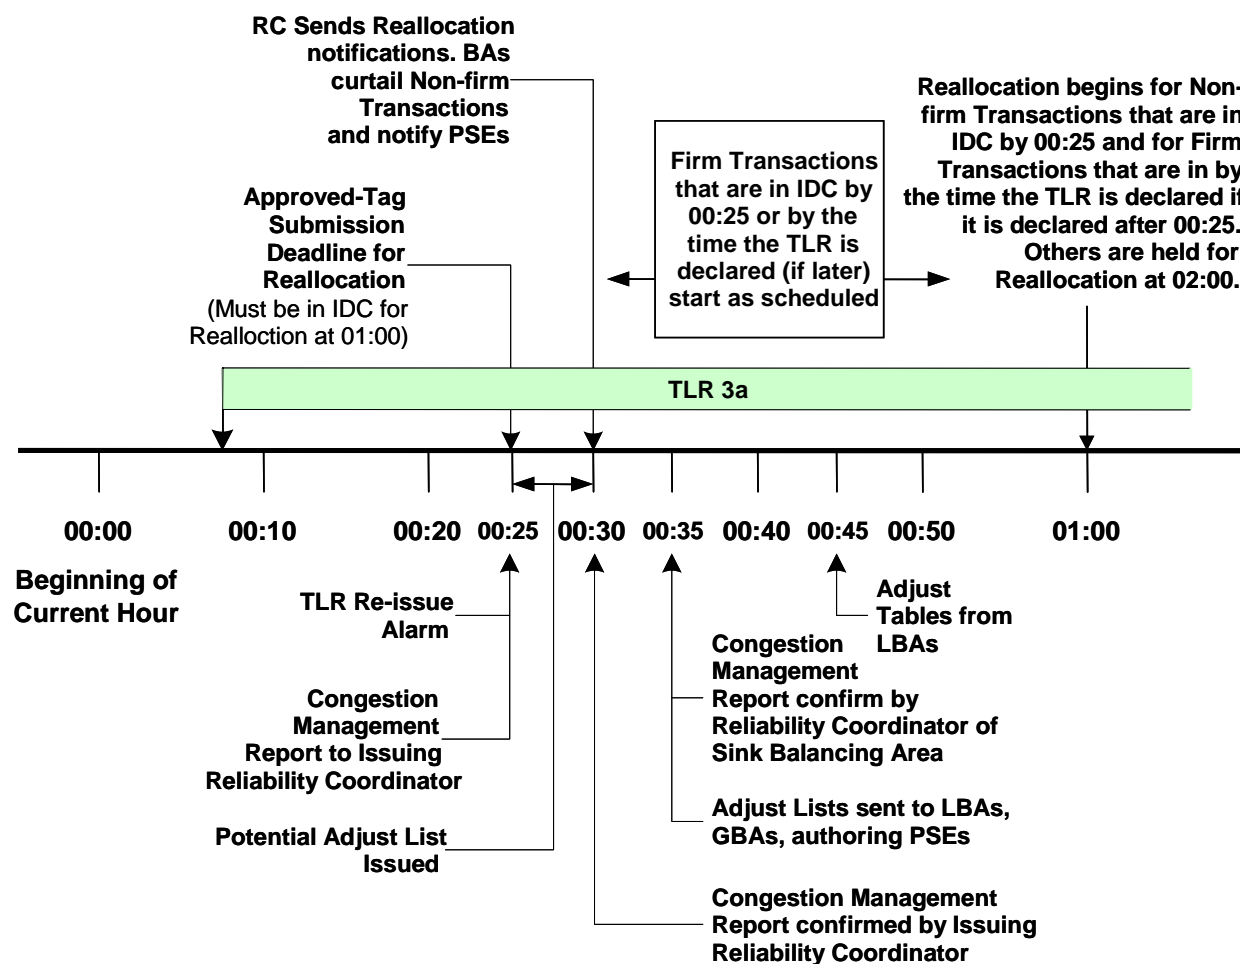 RC Sends Reallocation
notifications. BAs
curtail Non-firm
Transactions
and notify PSEs
Approved-Tag
Submission
Deadline for
Reallocation
(Must be in IDC for
Realloction at 01:00)
Firm Transactions
that are in IDC by
00:25 or by the
time the TLR is
declared (if later)
start as scheduled
Reallocation begins for Non-
firm Transactions that are in
IDC by 00:25 and for Firm
Transactions that are in by
the time the TLR is declared if
it is declared after 00:25.
Others are held for
Reallocation at 02:00.
TLR 3a
00:00 00:10 00:20 00:25 00:30 00:35 00:40 00:45 00:50 01:00
Beginning of
Current Hour
TLR Re-issue
Alarm
Congestion
Management
Report to Issuing
Reliability Coordinator
Potential Adjust List
Issued
Adjust
Tables from
LBAs
Congestion
Management
Report confirm by
Reliability Coordinator of
Sink Balancing Area
Adjust Lists sent to LBAs,
GBAs, authoring PSEs
Congestion Management
Report confirmed by Issuing
Reliability Coordinator